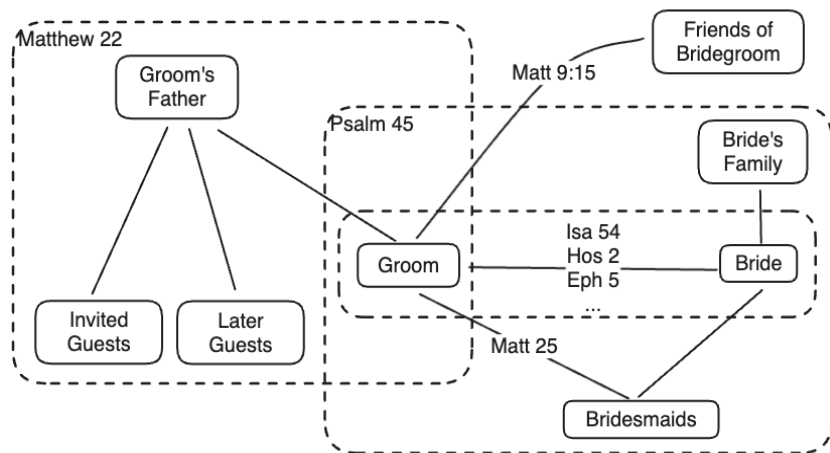 Matthew 22
Groom's
Father
Friends of
Bridegroom
Matt 9:15
Psalm 45
Bride's
Family
Isa 54
Hos 2
Eph 5
...
Groom
Bride
Invited
Guests
Later
Guests
Matt 25
Bridesmaids